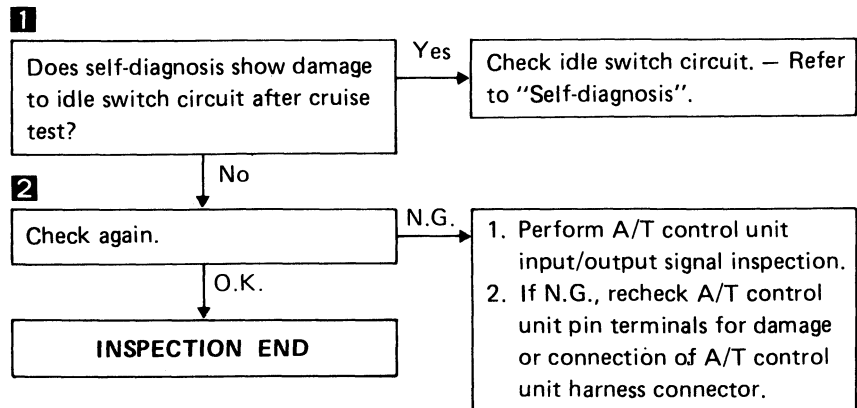 1
Does self-diagnosis show damage
to idle switch circuit after cruise
test?
Yes
Check idle switch circuit. — Refer
to "Self-diagnosis".
No
2
Check again.
N.G.
1. Perform A/T control unit
input/output signal inspection.
2. If N.G., recheck A/T control
unit pin terminals for damage
or connection of A/T control
unit harness connector.
O.K.
INSPECTION END